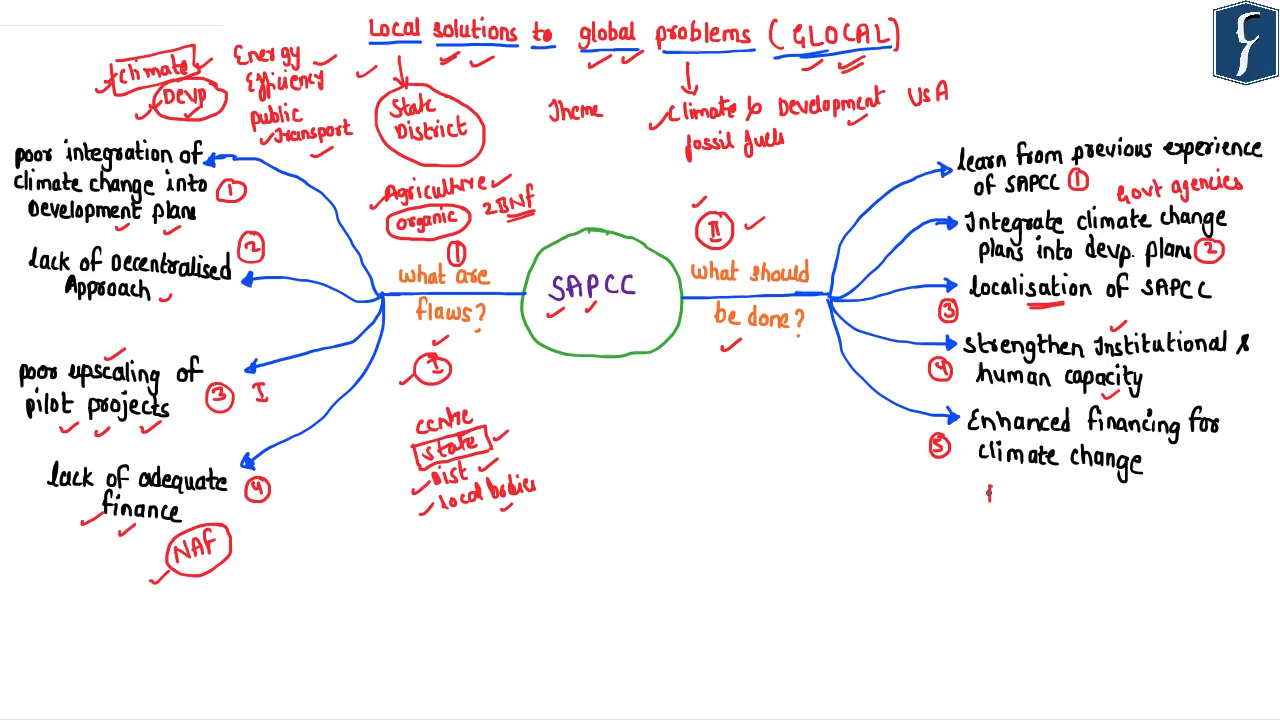 Local solutions to global problems (GLOCAL)
climate
Devp
Energy
Efficiency
public
Transport
State
District
Theme
climate & Development
USA
fossil fuels
Agriculture
organic
ZBNF
SAPCC
1
what are
flaws?
I
poor integration of
climate change into
Development plans
1
lack of Decentralised
Approach
2
poor upscaling of
pilot projects
3
I
lack of adequate
finance
4
NAF
centre
state
Dist
local bodies
II
what should
be done?
learn from previous experience
of SAPCC 1
Govt agencies
Integrate climate change
plans into devp. plans 2
localisation of SAPCC
3
strengthen Institutional &
human capacity
4
Enhanced financing for
climate change
5